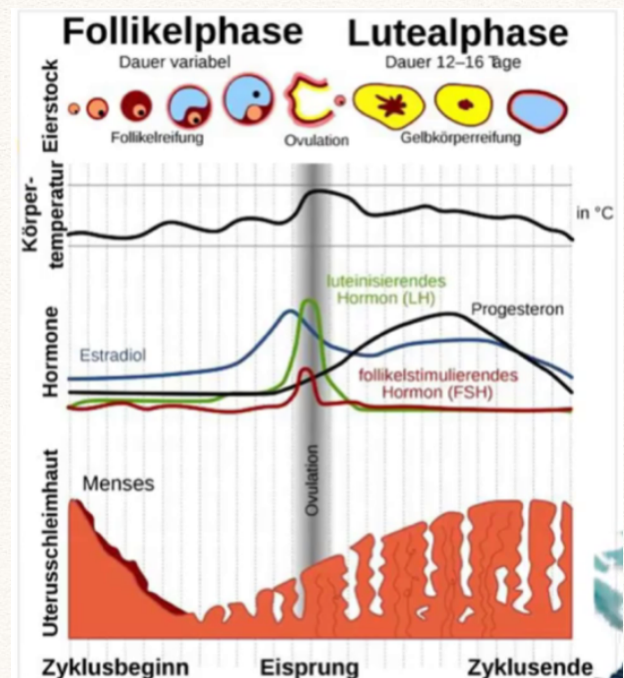 Follikelphase
Lutealphase
Dauer variabel
Dauer 12–16 Tage
Eierstock
Follikelreifung
Ovulation
Gelbkörperreifung
Körper-
temperatur
in °C
luteinisierendes
Hormon (LH)
Progesteron
Hormone
Estradiol
follikelstimulierendes
Hormon (FSH)
Ovulation
Menses
Uterusschleimhaut
Zyklusbeginn
Eisprung
Zyklusende